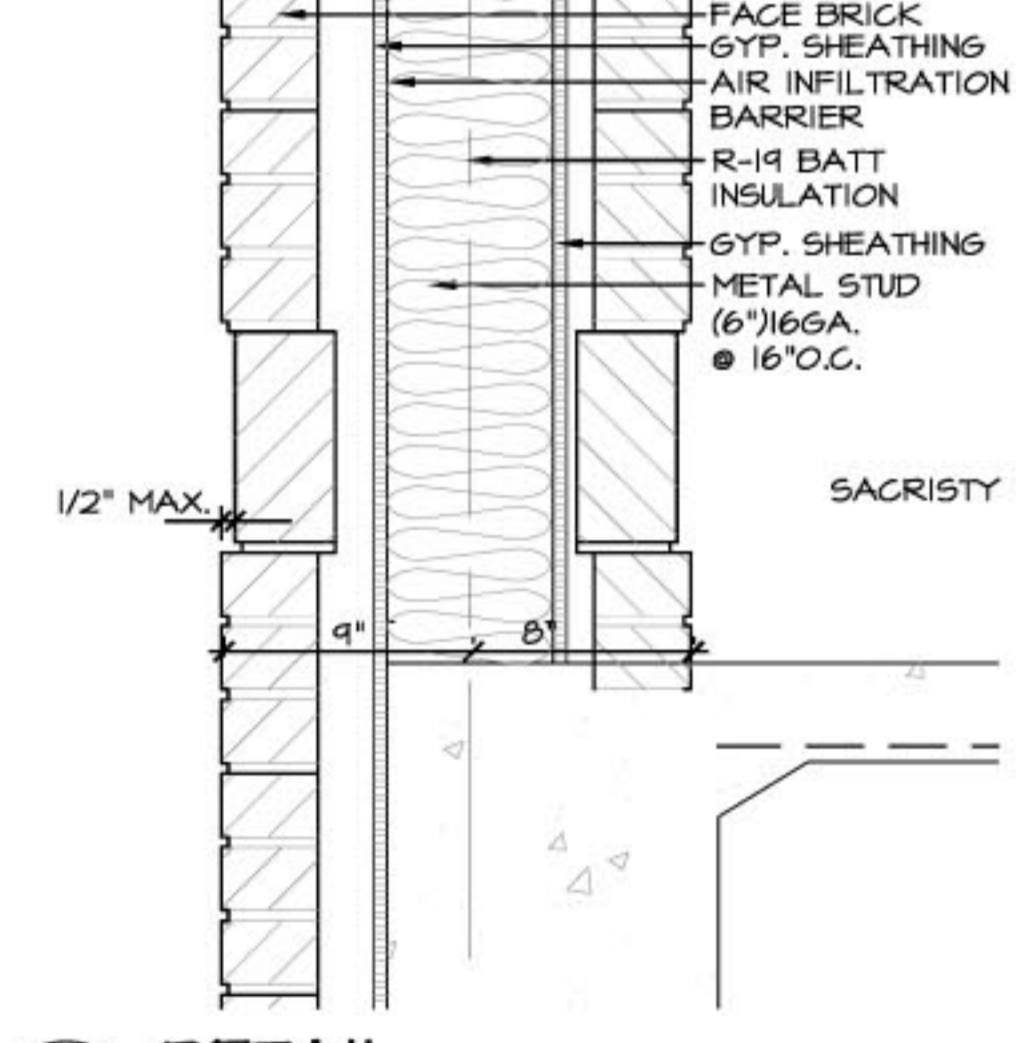 FACE BRICK
GYP. SHEATHING
AIR INFILTRATION
BARRIER
R-19 BATT
INSULATION
GYP. SHEATHING
METAL STUD
(6")16GA.
@ 16"O.C.
SACRISTY
1/2" MAX.
9" 8"